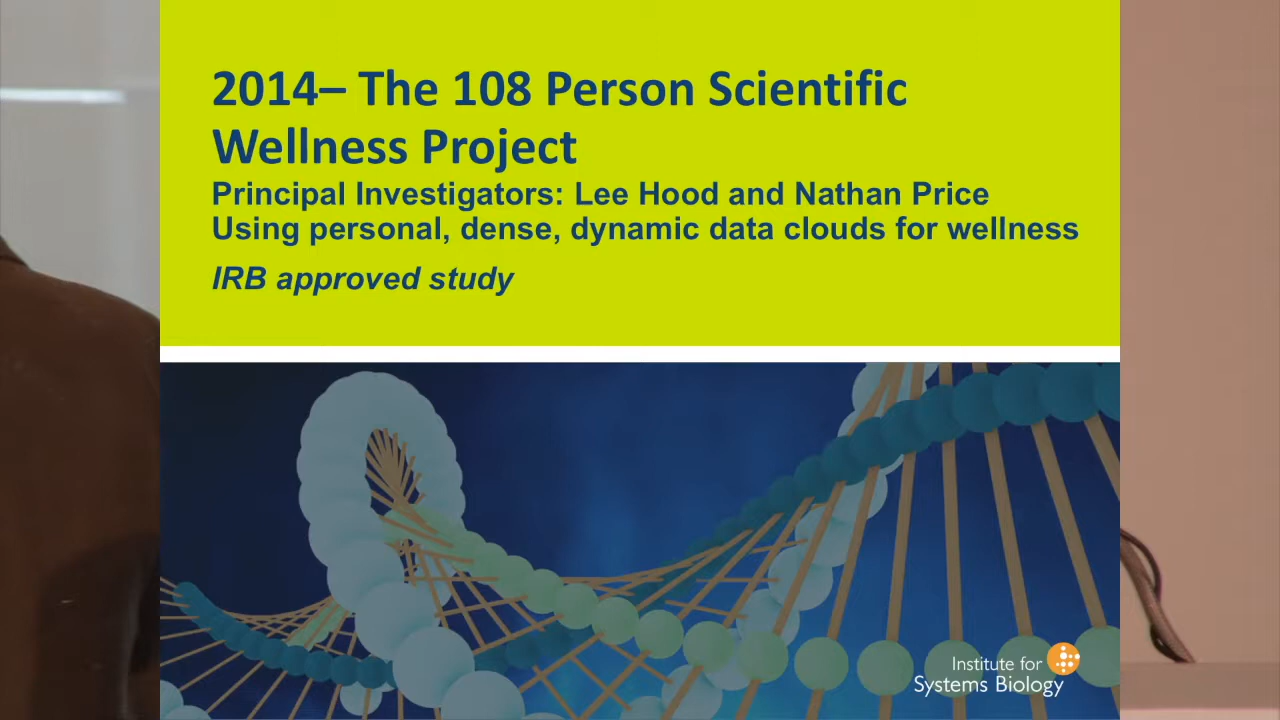 2014– The 108 Person Scientific
Wellness Project
Principal Investigators: Lee Hood and Nathan Price
Using personal, dense, dynamic data clouds for wellness
IRB approved study
Institute for
Systems Biology